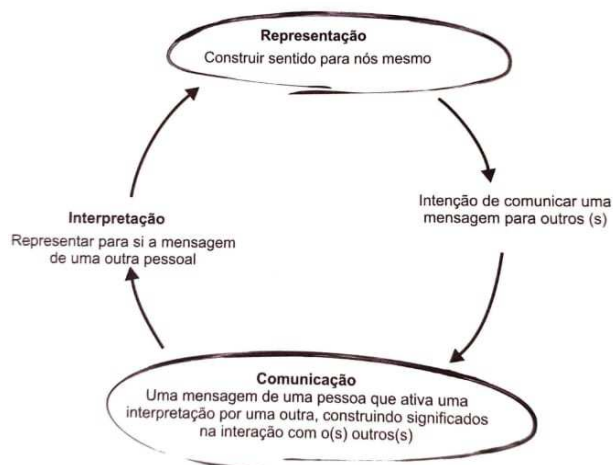 Representação
Construir sentido para nós mesmo
Intenção de comunicar uma
mensagem para outros (s)
Interpretação
Representar para si a mensagem
de uma outra pessoal
Comunicação
Uma mensagem de uma pessoa que ativa uma
interpretação por uma outra, construindo significados
na interação com o(s) outros(s)